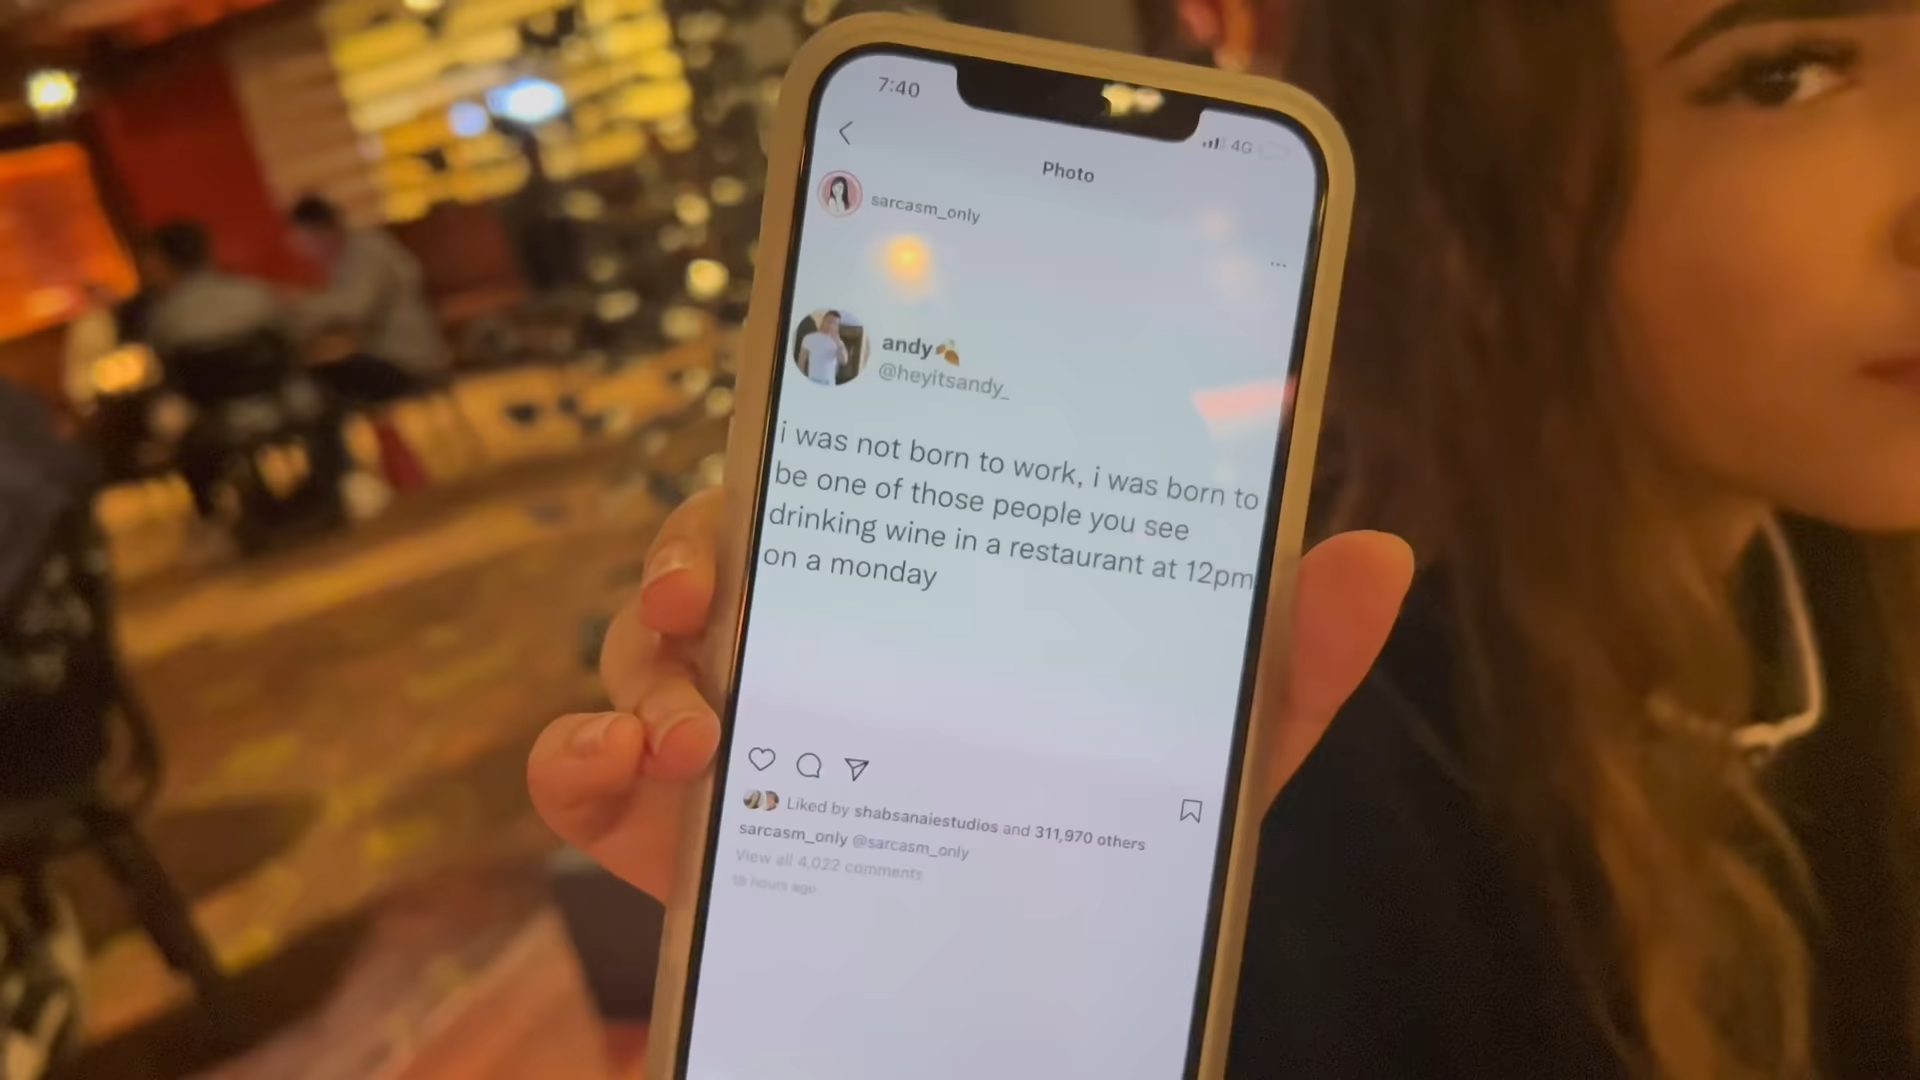 7:40
4G
Photo
sarcasm_only
andy🍂
@heyitsandy_
i was not born to work, i was born to
be one of those people you see
drinking wine in a restaurant at 12pm
on a monday
Liked by shabsanaiestudios and 311,970 others
sarcasm_only @sarcasm_only
View all 4,022 comments
hours ago